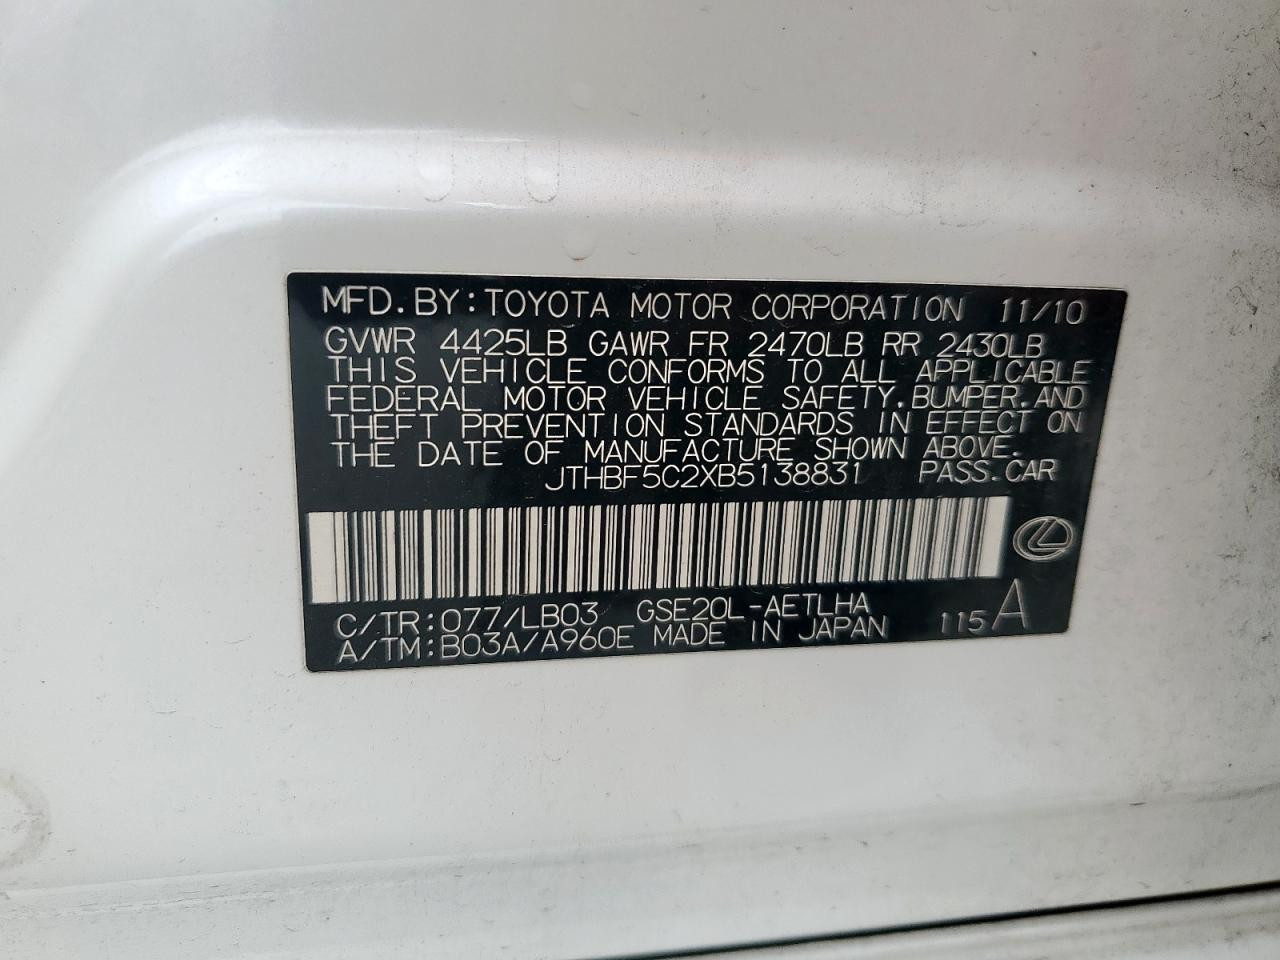 MFD.BY:TOYOTA MOTOR CORPORATION 11/10
GVWR 4425LB GAWR FR 2470LB RR 2430LB
THIS VEHICLE CONFORMS TO ALL APPLICABLE
FEDERAL MOTOR VEHICLE SAFETY.BUMPER.AND
THEFT PREVENTION STANDARDS IN EFFECT ON
THE DATE OF MANUFACTURE SHOWN ABOVE.
JTHBF5C2XB5138831 PASS.CAR
C/TR:077/LB03 GSE20L-AETLHA
A/TM:B03A/A960E MADE IN JAPAN 115A